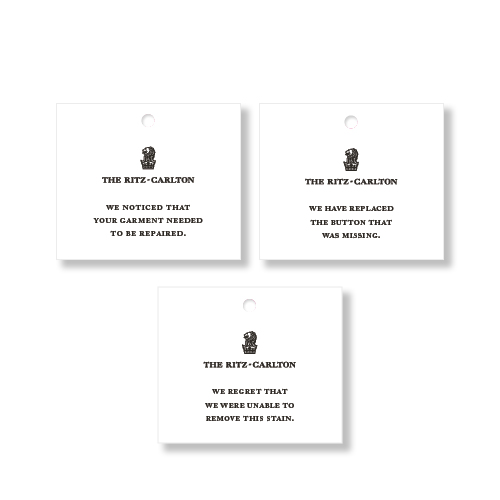 THE RITZ-CARLTON
WE NOTICED THAT
YOUR GARMENT NEEDED
TO BE REPAIRED.
THE RITZ-CARLTON
WE HAVE REPLACED
THE BUTTON THAT
WAS MISSING.
THE RITZ-CARLTON
WE REGRET THAT
WE WERE UNABLE TO
REMOVE THIS STAIN.